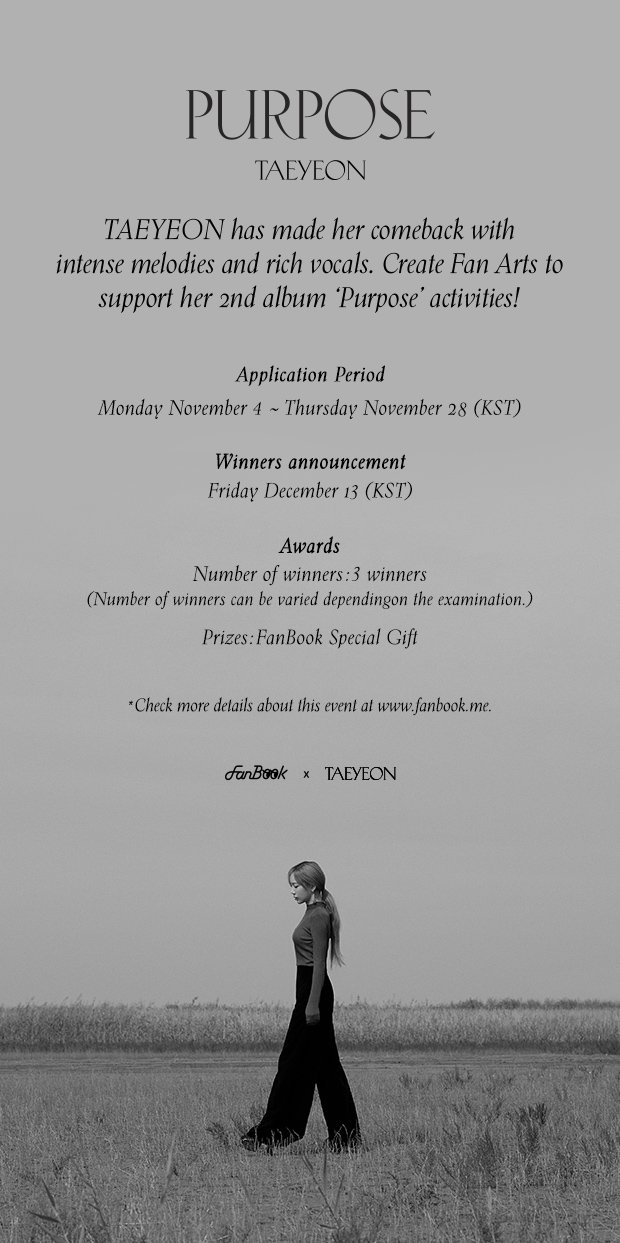 PURPOSE
TAEYEON
TAEYEON has made her comeback with
intense melodies and rich vocals. Create Fan Arts to
support her 2nd album ‘Purpose’ activities!
Application Period
Monday November 4 ~ Thursday November 28 (KST)
Winners announcement
Friday December 13 (KST)
Awards
Number of winners:3 winners
(Number of winners can be varied dependingon the examination.)
Prizes:FanBook Special Gift
*Check more details about this event at www.fanbook.me.
FanBook x TAEYEON